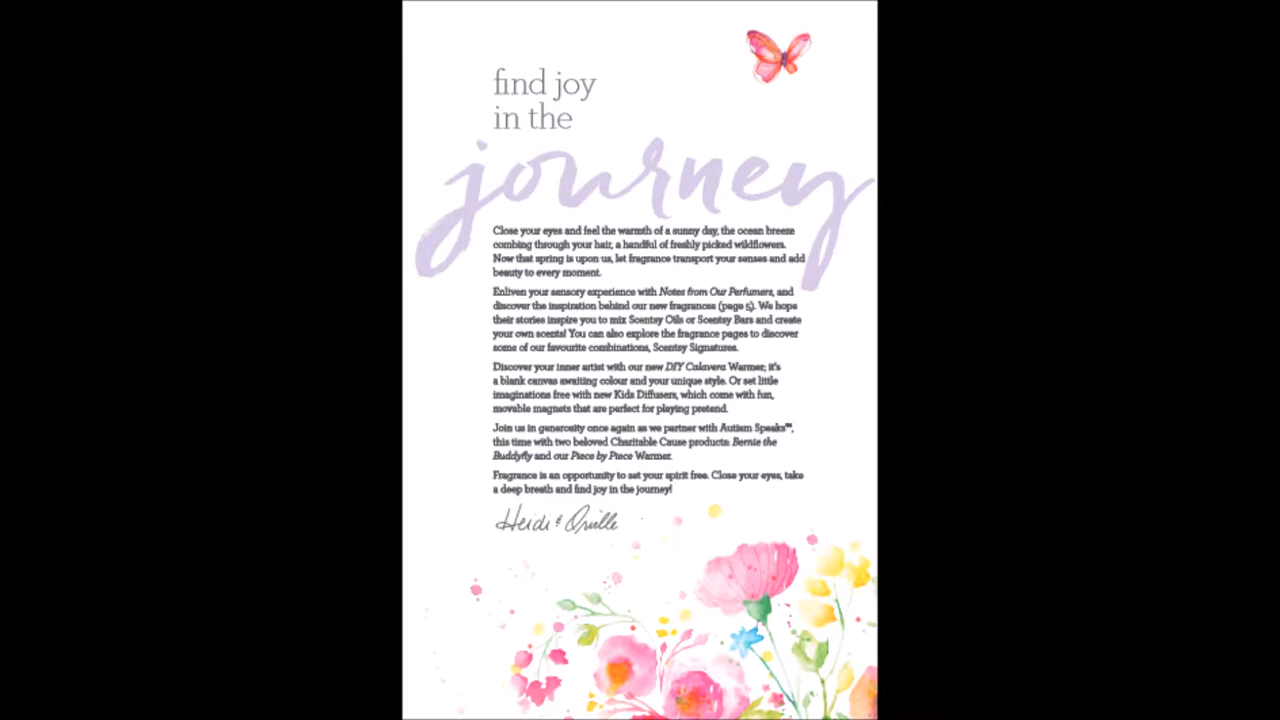 find joy
in the
journey
Close your eyes and feel the warmth of a sunny day, the ocean breeze
combing through your hair, a handful of freshly picked wildflowers.
Now that spring is upon us, let fragrance transport your senses and add
beauty to every moment.
Enliven your sensory experience with Notes from Our Perfumers, and
discover the inspiration behind our new fragrances (page 5). We hope
their stories inspire you to mix Scentsy Oils or Scentsy Bars and create
your own scents! You can also explore the fragrance pages to discover
some of our favourite combinations, Scentsy Signatures.
Discover your inner artist with our new DIY Calavera Warmer; it's
a blank canvas awaiting colour and your unique style. Or set little
imaginations free with new Kids Diffusers, which come with fun,
movable magnets that are perfect for playing pretend.
Join us in generosity once again as we partner with Autism Speaks℠,
this time with two beloved Charitable Cause products: Bernie the
Buddyfly and our Piece by Piece Warmer.
Fragrance is an opportunity to set your spirit free. Close your eyes, take
a deep breath and find joy in the journey!
Heidi & Orville